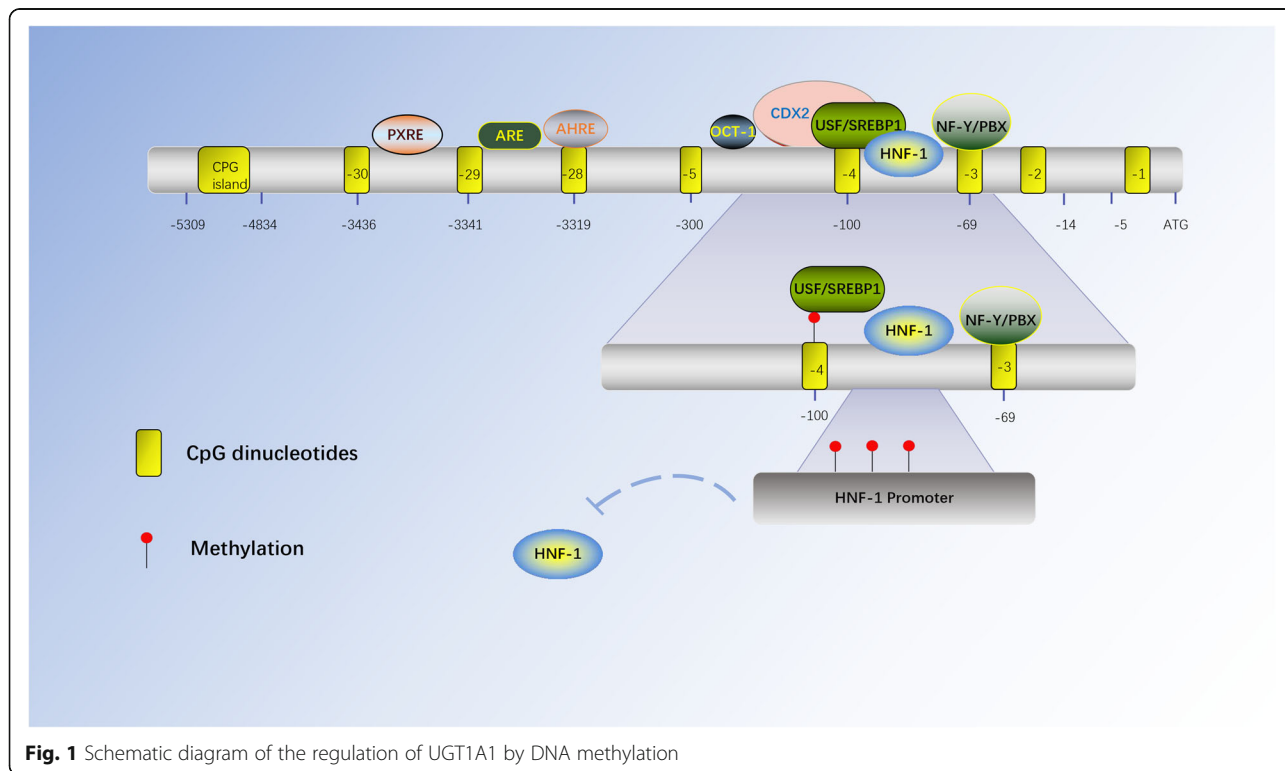 CDX2
PXRE
ARE
AHRE
OCT-1
USF/SREBP1
HNF-1
NF-Y/PBX
CPG
island
-30
-29
-28
-5
-4
-3
-2
-1
-5309
-4834
-3436
-3341
-3319
-300
-100
-69
-14
-5
ATG
USF/SREBP1
HNF-1
NF-Y/PBX
-4
-3
-100
-69
CpG dinucleotides
HNF-1 Promoter
Methylation
HNF-1
Fig. 1 Schematic diagram of the regulation of UGT1A1 by DNA methylation